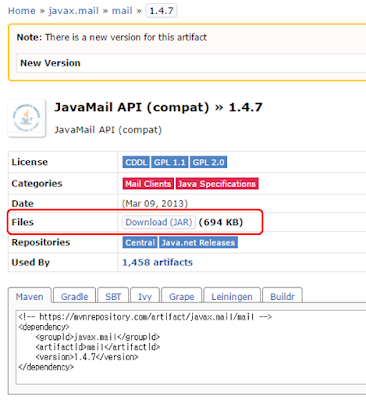 Home » javax.mail » mail » 1.4.7
Note: There is a new version for this artifact
New Version
JavaMail API (compat) » 1.4.7
JavaMail API (compat)
License CDDL GPL 1.1 GPL 2.0
Categories Mail Clients Java Specifications
Date (Mar 09, 2013)
Files Download (JAR) (694 KB)
Repositories Central Java.net Releases
Used By 1,458 artifacts
Maven Gradle SBT Ivy Grape Leiningen Buildr
<!-- https://mvnrepository.com/artifact/javax.mail/mail -->
<dependency>
<groupId>javax.mail</groupId>
<artifactId>mail</artifactId>
<version>1.4.7</version>
</dependency>